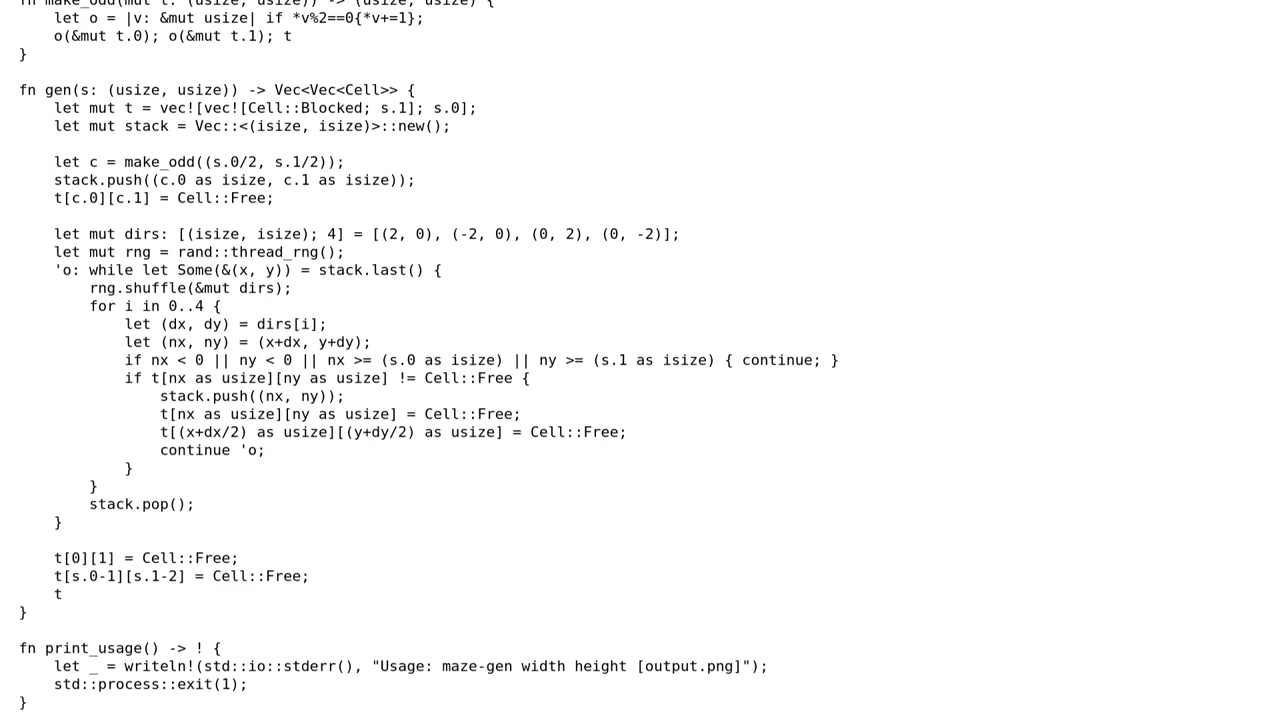 fn make_odd(mut t: (usize, usize)) -> (usize, usize) {
    let o = |v: &mut usize| if *v%2==0{*v+=1};
    o(&mut t.0); o(&mut t.1); t
}

fn gen(s: (usize, usize)) -> Vec<Vec<Cell>> {
    let mut t = vec![vec![Cell::Blocked; s.1]; s.0];
    let mut stack = Vec::<(isize, isize)>::new();

    let c = make_odd((s.0/2, s.1/2));
    stack.push((c.0 as isize, c.1 as isize));
    t[c.0][c.1] = Cell::Free;

    let mut dirs: [(isize, isize); 4] = [(2, 0), (-2, 0), (0, 2), (0, -2)];
    let mut rng = rand::thread_rng();
    'o: while let Some(&(x, y)) = stack.last() {
        rng.shuffle(&mut dirs);
        for i in 0..4 {
            let (dx, dy) = dirs[i];
            let (nx, ny) = (x+dx, y+dy);
            if nx < 0 || ny < 0 || nx >= (s.0 as isize) || ny >= (s.1 as isize) { continue; }
            if t[nx as usize][ny as usize] != Cell::Free {
                stack.push((nx, ny));
                t[nx as usize][ny as usize] = Cell::Free;
                t[(x+dx/2) as usize][(y+dy/2) as usize] = Cell::Free;
                continue 'o;
            }
        }
        stack.pop();
    }

    t[0][1] = Cell::Free;
    t[s.0-1][s.1-2] = Cell::Free;
    t
}

fn print_usage() -> ! {
    let _ = writeln!(std::io::stderr(), "Usage: maze-gen width height [output.png]");
    std::process::exit(1);
}